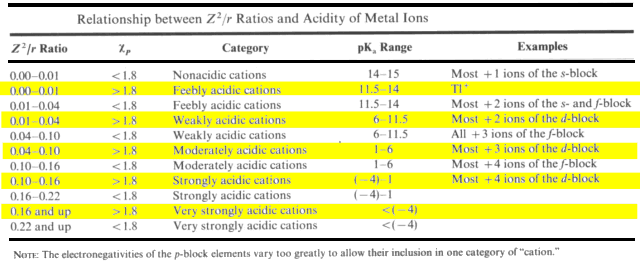 Relationship between Z²/r Ratios and Acidity of Metal Ions
Z²/r Ratio χp Category pKa Range Examples
0.00–0.01 <1.8 Nonacidic cations 14–15 Most +1 ions of the s-block
0.00–0.01 >1.8 Feebly acidic cations 11.5–14 Tl⁺
0.01–0.04 <1.8 Feebly acidic cations 11.5–14 Most +2 ions of the s- and f-block
0.01–0.04 >1.8 Weakly acidic cations 6–11.5 Most +2 ions of the d-block
0.04–0.10 <1.8 Weakly acidic cations 6–11.5 All +3 ions of the f-block
0.04–0.10 >1.8 Moderately acidic cations 1–6 Most +3 ions of the d-block
0.10–0.16 <1.8 Moderately acidic cations 1–6 Most +4 ions of the f-block
0.10–0.16 >1.8 Strongly acidic cations (−4)–1 Most +4 ions of the d-block
0.16–0.22 <1.8 Strongly acidic cations (−4)–1
0.16 and up >1.8 Very strongly acidic cations <(−4)
0.22 and up <1.8 Very strongly acidic cations <(−4)
NOTE: The electronegativities of the p-block elements vary too greatly to allow their inclusion in one category of “cation.”